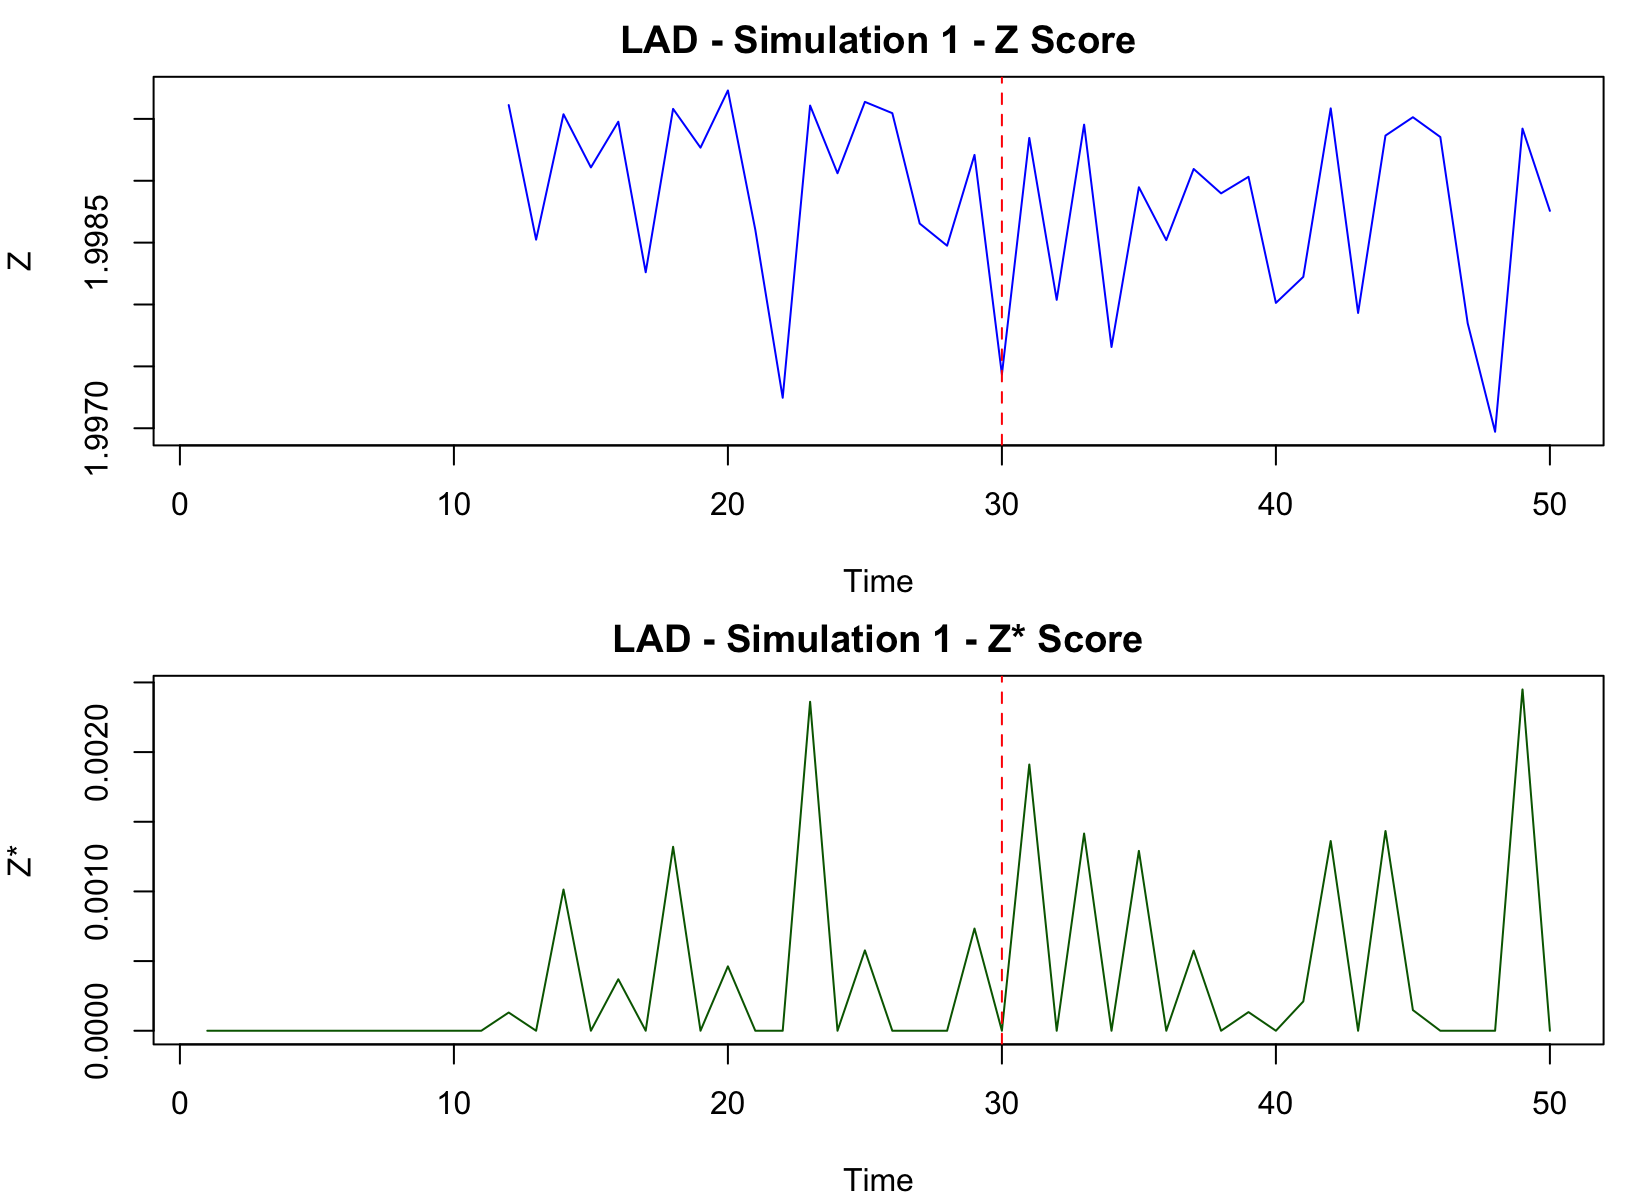 LAD - Simulation 1 - Z Score
Z
1.9985
1.9970
0 10 20 30 40 50
Time
LAD - Simulation 1 - Z* Score
Z*
0.0020
0.0010
0.0000
0 10 20 30 40 50
Time